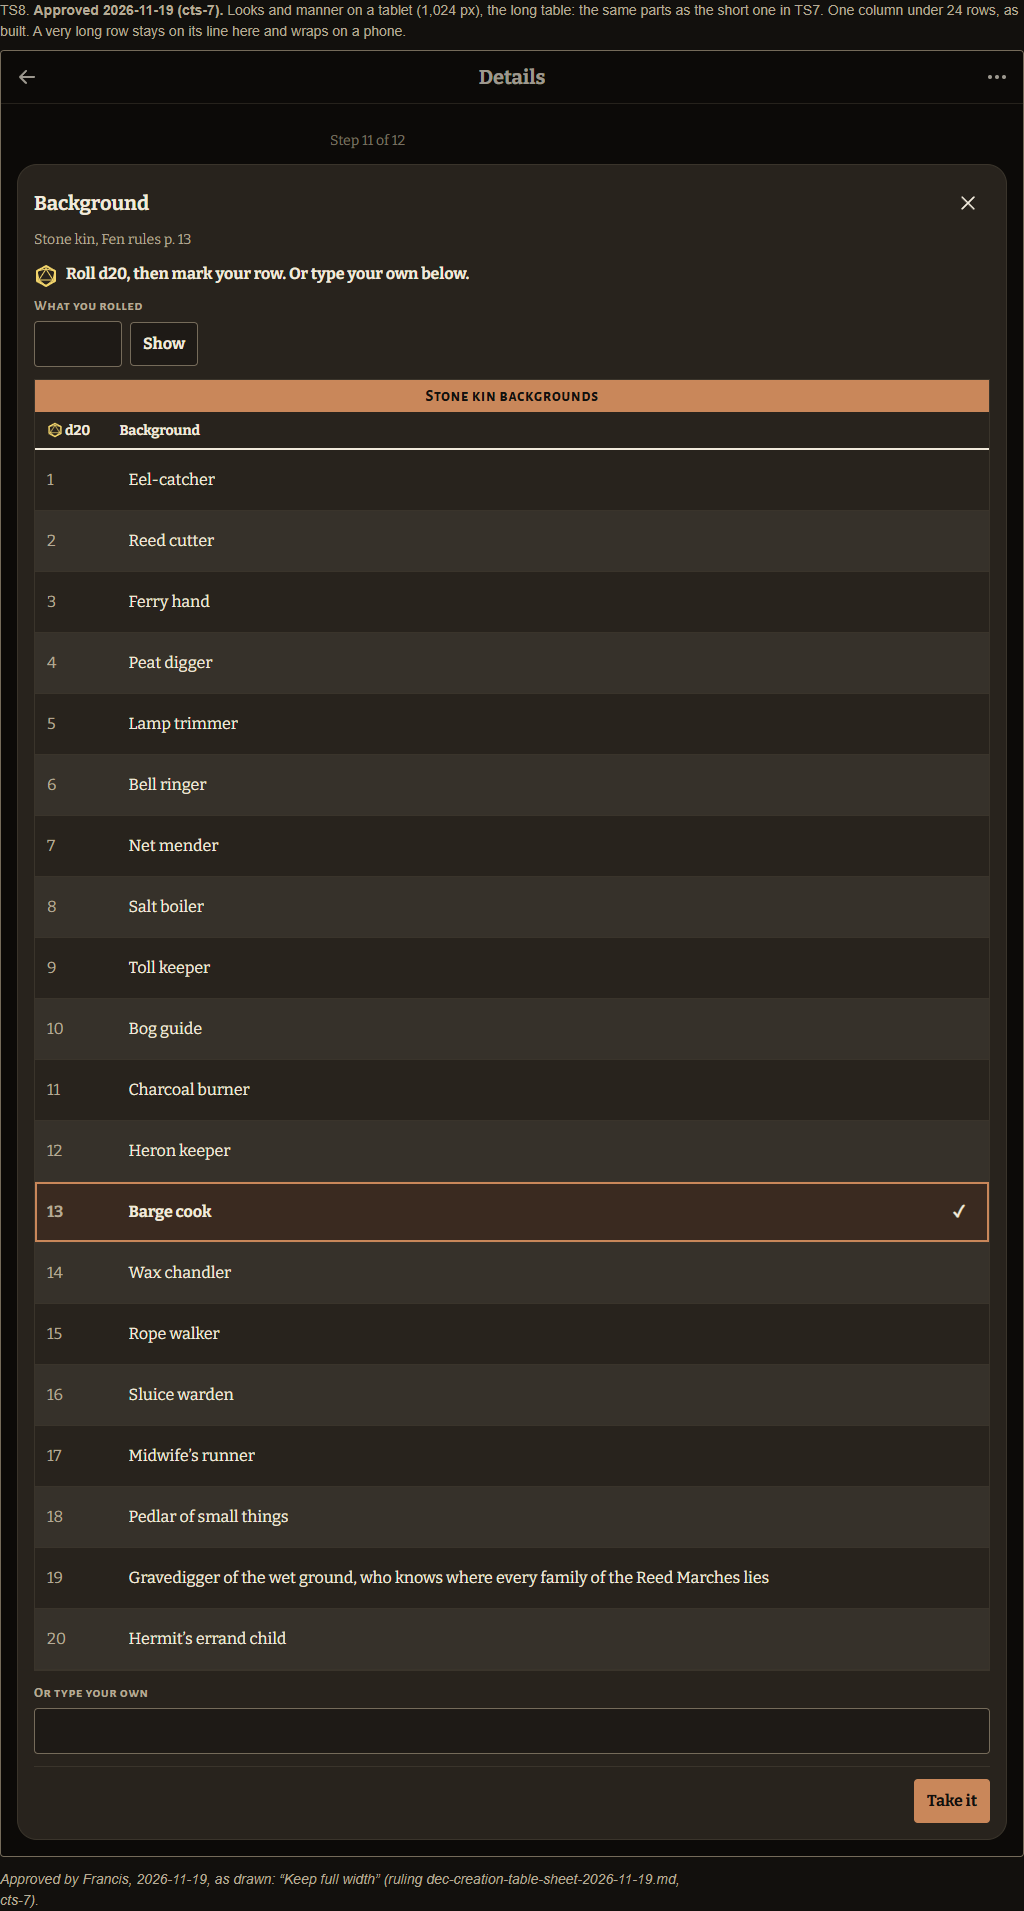 TS8. Approved 2026-11-19 (cts-7). Looks and manner on a tablet (1,024 px), the long table: the same parts as the short one in TS7. One column under 24 rows, as
built. A very long row stays on its line here and wraps on a phone.
Details
Step 11 of 12
Background
Stone kin, Fen rules p. 13
Roll d20, then mark your row. Or type your own below.
What you rolled
Show
Stone kin backgrounds
d20 Background
1 Eel-catcher
2 Reed cutter
3 Ferry hand
4 Peat digger
5 Lamp trimmer
6 Bell ringer
7 Net mender
8 Salt boiler
9 Toll keeper
10 Bog guide
11 Charcoal burner
12 Heron keeper
13 Barge cook ✓
14 Wax chandler
15 Rope walker
16 Sluice warden
17 Midwife’s runner
18 Pedlar of small things
19 Gravedigger of the wet ground, who knows where every family of the Reed Marches lies
20 Hermit’s errand child
Or type your own
Take it
Approved by Francis, 2026-11-19, as drawn: “Keep full width” (ruling dec-creation-table-sheet-2026-11-19.md,
cts-7).